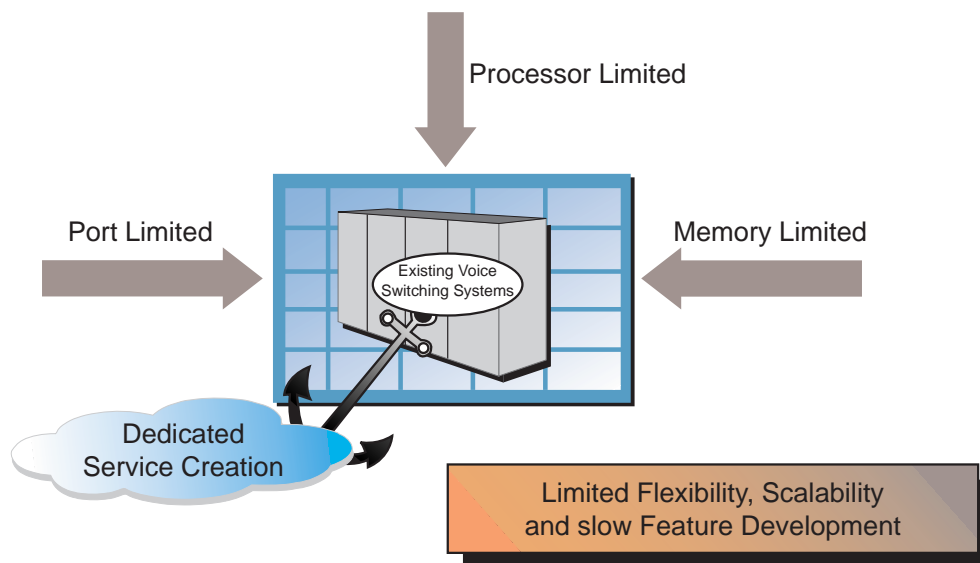 Processor Limited
Port Limited
Memory Limited
Existing Voice
Switching Systems
Dedicated
Service Creation
Limited Flexibility, Scalability
and slow Feature Development